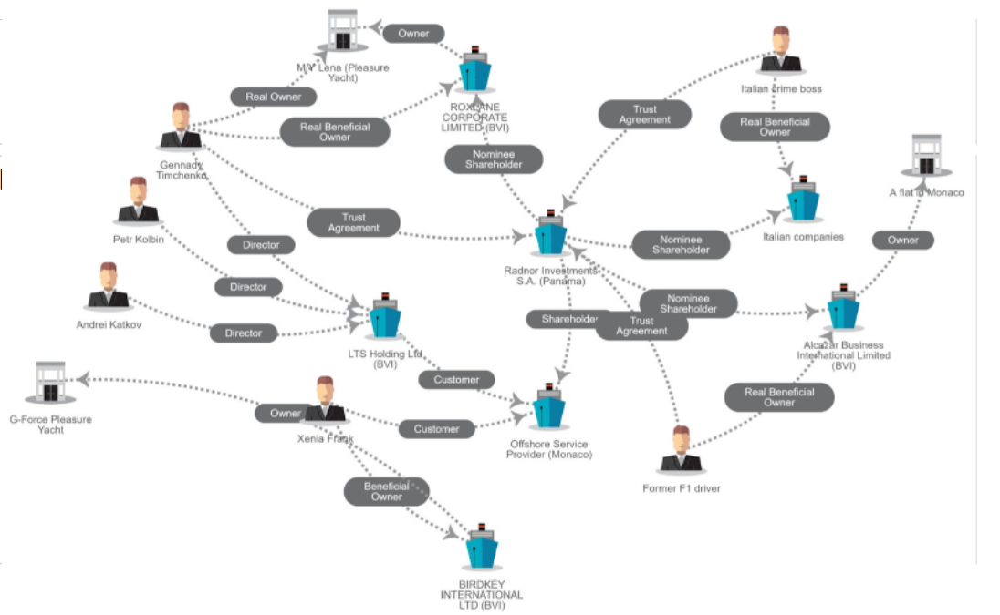 Owner
M/Y Lena (Pleasure
Yacht)
Italian crime boss
Real Owner
ROXLANE
CORPORATE
LIMITED (BVI)
Trust
Agreement
Real Beneficial
Owner
Real Beneficial
Owner
Nominee
Shareholder
Gennady
Timchenko
A flat in Monaco
Trust
Agreement
Petr Kolbin
Director
Nominee
Shareholder
Italian companies
Owner
Radnor Investments
S.A. (Panama)
Director
Nominee
Shareholder
Andrei Katkov
Director
Shareholder
Trust
Agreement
LTS Holding Ltd
(BVI)
Alcazar Business
International Limited
(BVI)
Customer
Real Beneficial
Owner
G-Force Pleasure
Yacht
Owner
Customer
Xenia Frank
Offshore Service
Provider (Monaco)
Former F1 driver
Beneficial
Owner
BIRDKEY
INTERNATIONAL
LTD (BVI)